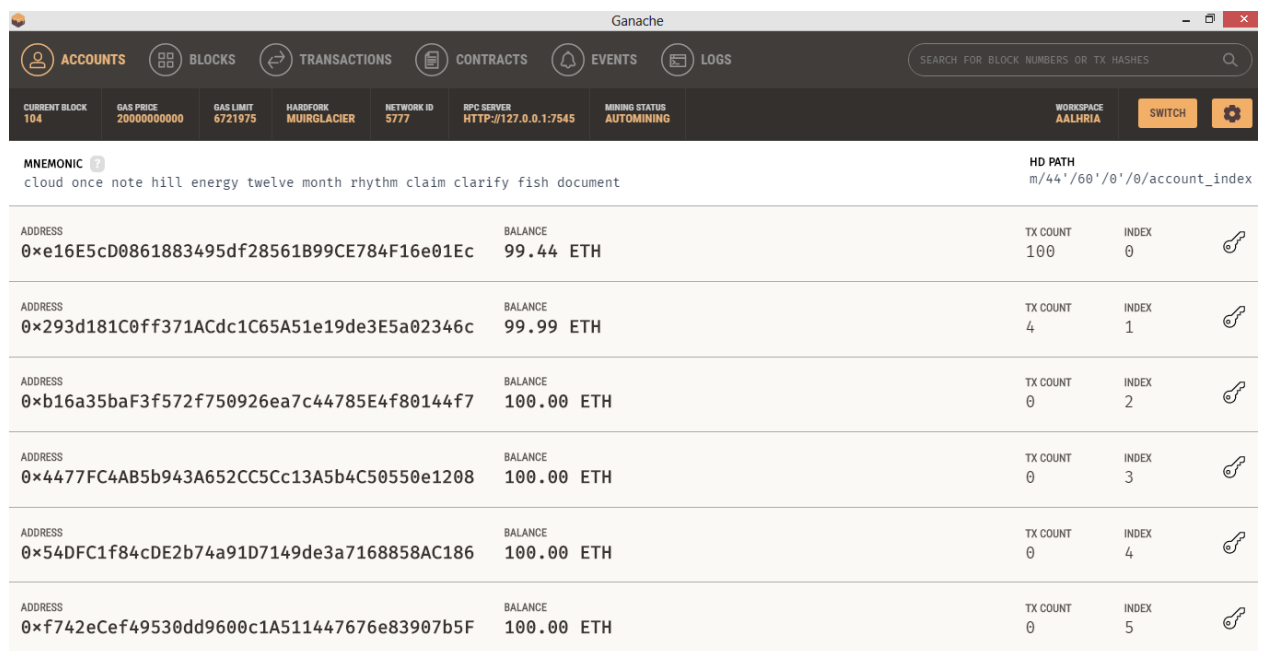 Ganache
ACCOUNTS BLOCKS TRANSACTIONS CONTRACTS EVENTS LOGS SEARCH FOR BLOCK NUMBERS OR TX HASHES
CURRENT BLOCK GAS PRICE GAS LIMIT HARDFORK NETWORK ID RPC SERVER MINING STATUS WORKSPACE
104 20000000000 6721975 MUIRGLACIER 5777 HTTP://127.0.0.1:7545 AUTOMINING AALHRIA SWITCH
MNEMONIC ? HD PATH
cloud once note hill energy twelve month rhythm claim clarify fish document m/44'/60'/0'/0/account_index
ADDRESS BALANCE TX COUNT INDEX
0×e16E5cD0861883495df28561B99CE784F16e01Ec 99.44 ETH 100 0
ADDRESS BALANCE TX COUNT INDEX
0×293d181C0ff371ACdc1C65A51e19de3E5a02346c 99.99 ETH 4 1
ADDRESS BALANCE TX COUNT INDEX
0×b16a35baF3f572f750926ea7c44785E4f80144f7 100.00 ETH 0 2
ADDRESS BALANCE TX COUNT INDEX
0×4477FC4AB5b943A652CC5Cc13A5b4C50550e1208 100.00 ETH 0 3
ADDRESS BALANCE TX COUNT INDEX
0×54DFC1f84cDE2b74a91D7149de3a7168858AC186 100.00 ETH 0 4
ADDRESS BALANCE TX COUNT INDEX
0×f742eCef49530dd9600c1A511447676e83907b5F 100.00 ETH 0 5